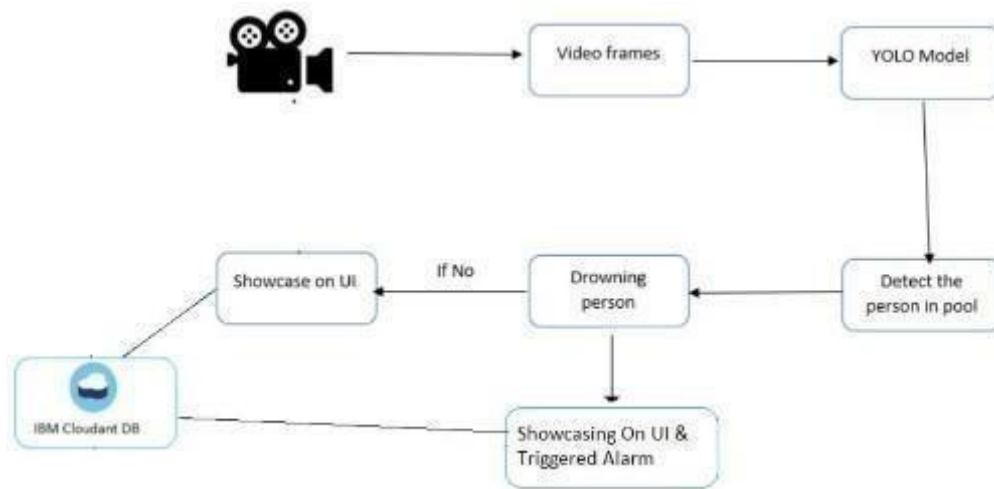 Video frames
YOLO Model
Detect the
person in pool
Drowning
person
If No
Showcase on UI
IBM Cloudant DB
Showcasing On UI &
Triggered Alarm